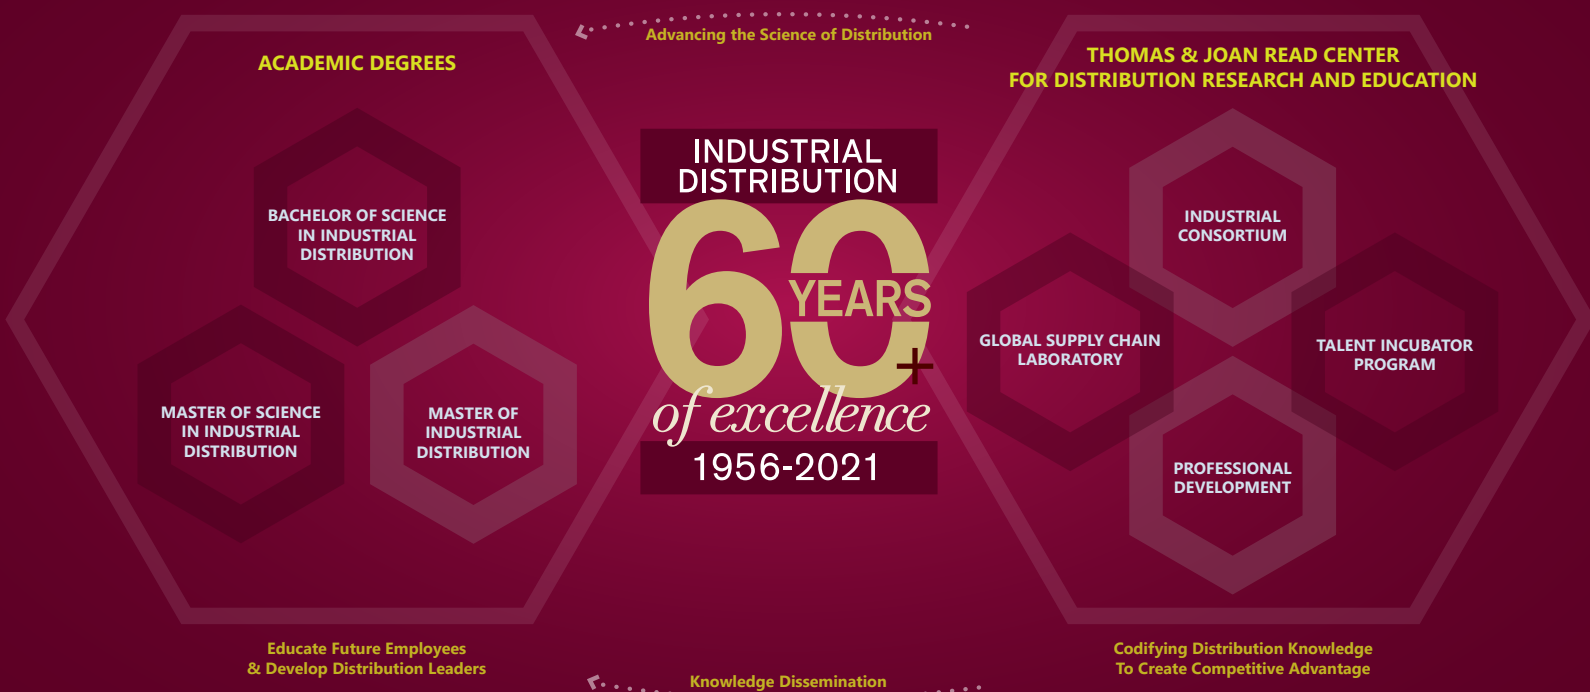 Advancing the Science of Distribution
ACADEMIC DEGREES
BACHELOR OF SCIENCE
IN INDUSTRIAL
DISTRIBUTION
MASTER OF SCIENCE
IN INDUSTRIAL
DISTRIBUTION
MASTER OF
INDUSTRIAL
DISTRIBUTION
Educate Future Employees
& Develop Distribution Leaders
INDUSTRIAL
DISTRIBUTION
60
YEARS
+
of excellence
1956-2021
THOMAS & JOAN READ CENTER
FOR DISTRIBUTION RESEARCH AND EDUCATION
INDUSTRIAL
CONSORTIUM
GLOBAL SUPPLY CHAIN
LABORATORY
TALENT INCUBATOR
PROGRAM
PROFESSIONAL
DEVELOPMENT
Codifying Distribution Knowledge
To Create Competitive Advantage
Knowledge Dissemination